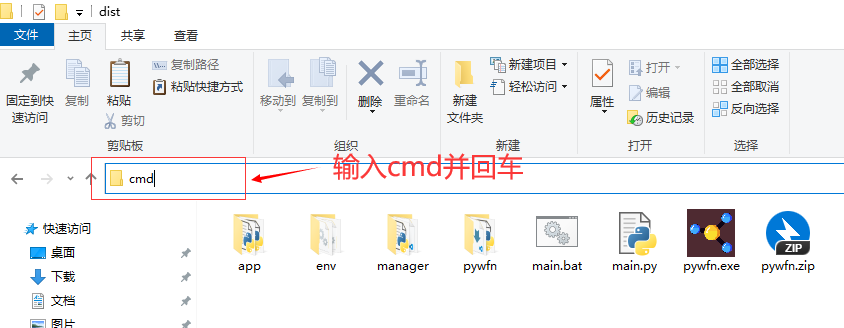 dist
文件 主页 共享 查看
固定到快速访问
复制
粘贴
复制路径
粘贴快捷方式
剪切
剪贴板
移动到
复制到
删除
重命名
组织
新建文件夹
新建项目
轻松访问
新建
属性
打开
编辑
历史记录
打开
全部选择
全部取消
反向选择
选择
cmd
输入cmd并回车
快速访问
桌面
下载
文档
图片
app env manager pywfn main.bat main.py pywfn.exe ZIP pywfn.zip